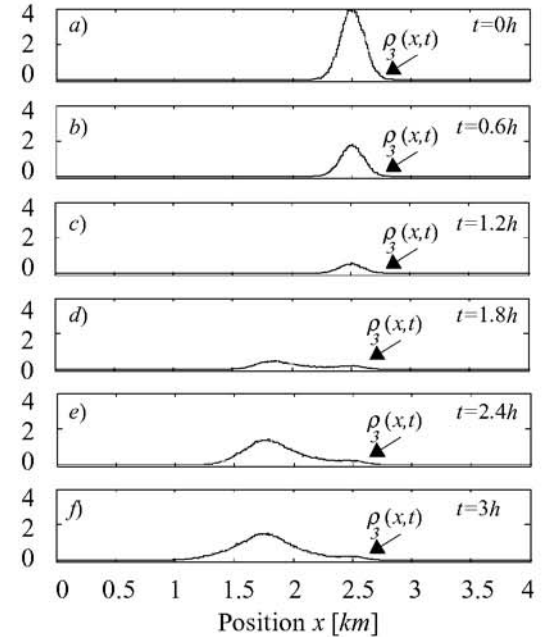 4
2
0
a)
ρ₃(x,t)
t=0h
4
2
0
b)
ρ₃(x,t)
t=0.6h
4
2
0
c)
ρ₃(x,t)
t=1.2h
4
2
0
d)
ρ₃(x,t)
t=1.8h
4
2
0
e)
ρ₃(x,t)
t=2.4h
4
2
0
f)
ρ₃(x,t)
t=3h
0 0.5 1 1.5 2 2.5 3 3.5 4
Position x [km]